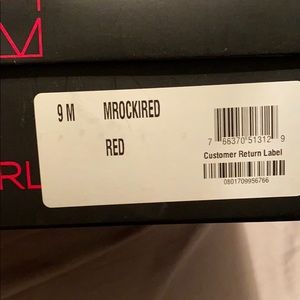 9 M MROCKIRED
RED
7 66370 51312 9
Customer Return Label
0801709956766
RL